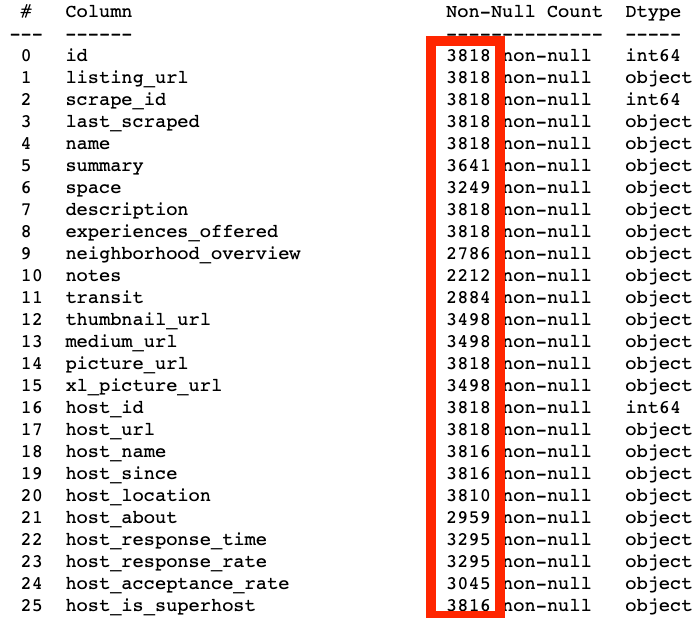 # Column Non-Null Count Dtype
--- ------ -------------- -----
0 id 3818 non-null int64
1 listing_url 3818 non-null object
2 scrape_id 3818 non-null int64
3 last_scraped 3818 non-null object
4 name 3818 non-null object
5 summary 3641 non-null object
6 space 3249 non-null object
7 description 3818 non-null object
8 experiences_offered 3818 non-null object
9 neighborhood_overview 2786 non-null object
10 notes 2212 non-null object
11 transit 2884 non-null object
12 thumbnail_url 3498 non-null object
13 medium_url 3498 non-null object
14 picture_url 3818 non-null object
15 xl_picture_url 3498 non-null object
16 host_id 3818 non-null int64
17 host_url 3818 non-null object
18 host_name 3816 non-null object
19 host_since 3816 non-null object
20 host_location 3810 non-null object
21 host_about 2959 non-null object
22 host_response_time 3295 non-null object
23 host_response_rate 3295 non-null object
24 host_acceptance_rate 3045 non-null object
25 host_is_superhost 3816 non-null object